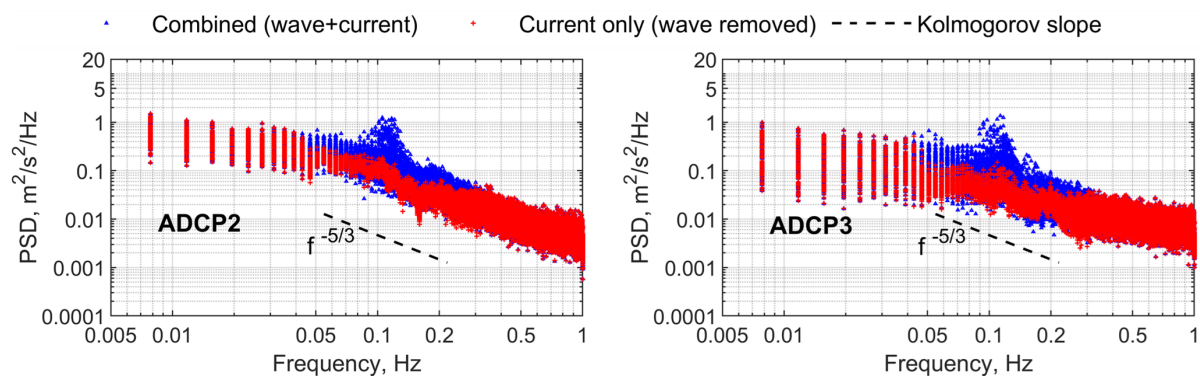 Combined (wave+current) Current only (wave removed) Kolmogorov slope
20
5
1
0.1
0.01
0.001
0.0001
PSD, m²/s²/Hz
ADCP2
f -5/3
0.005 0.01 0.05 0.1 0.2 0.5 1
Frequency, Hz
20
5
1
0.1
0.01
0.001
0.0001
PSD, m²/s²/Hz
ADCP3
f -5/3
0.005 0.01 0.05 0.1 0.2 0.5 1
Frequency, Hz